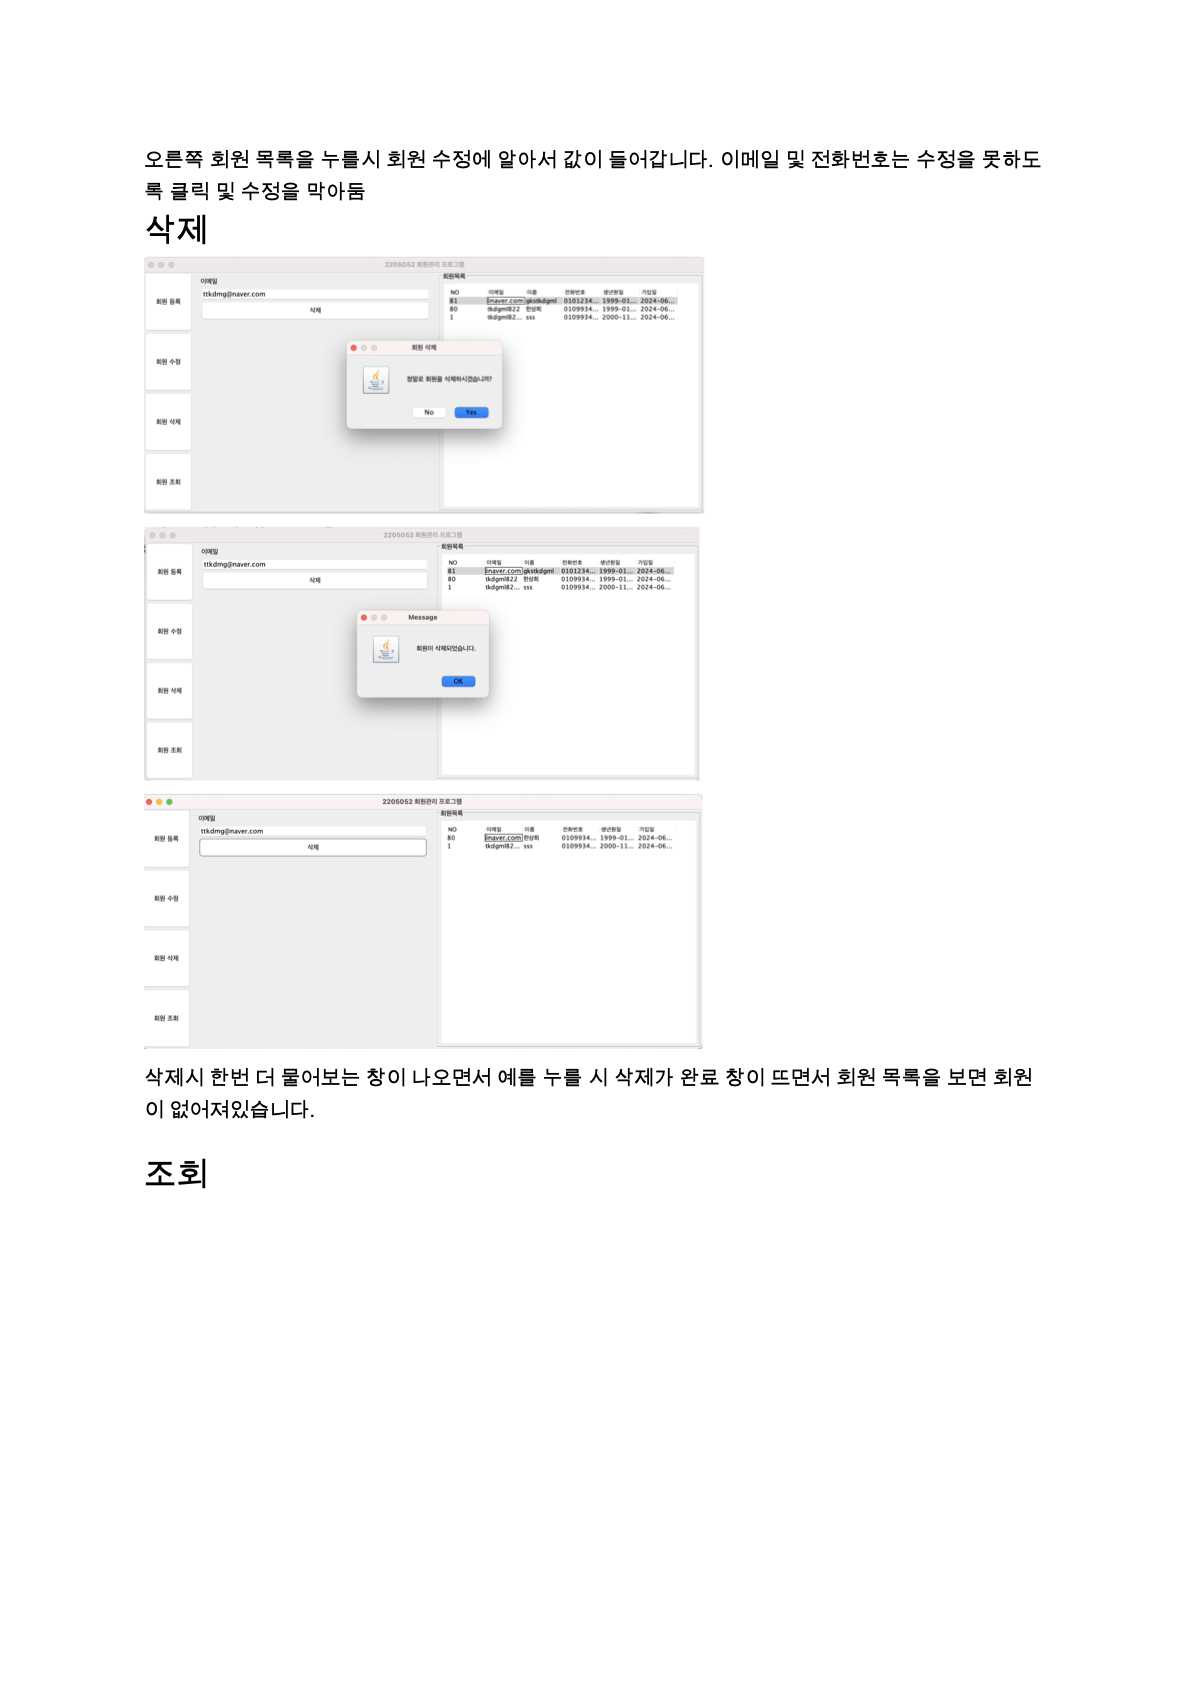 오른쪽 회원 목록을 누를시 회원 수정에 알아서 값이 들어갑니다. 이메일 및 전화번호는 수정을 못하도
록 클릭 및 수정을 막아둠
삭제
2205052 회원관리 프로그램
회원 등록
회원 수정
회원 삭제
회원 조회
이메일
ttkdmg@naver.com
삭제
회원목록
NO 이메일 이름 전화번호 생년원일 가입일
81 lnaver.com gkstkdgml 0101234... 1999-01... 2024-06...
80 tkdgml822 한상희 0109934... 1999-01... 2024-06...
1 tkdgml82... sss 0109934... 2000-11... 2024-06...
회원 삭제
정말로 회원을 삭제하시겠습니까?
No Yes
2205052 회원관리 프로그램
회원 등록
회원 수정
회원 삭제
회원 조회
이메일
ttkdmg@naver.com
삭제
회원목록
NO 이메일 이름 전화번호 생년원일 가입일
81 lnaver.com gkstkdgml 0101234... 1999-01... 2024-06...
80 tkdgml822 한상희 0109934... 1999-01... 2024-06...
1 tkdgml82... sss 0109934... 2000-11... 2024-06...
Message
회원이 삭제되었습니다.
OK
2205052 회원관리 프로그램
회원 등록
회원 수정
회원 삭제
회원 조회
이메일
ttkdmg@naver.com
삭제
회원목록
NO 이메일 이름 전화번호 생년원일 가입일
80 lnaver.com 한상희 0109934... 1999-01... 2024-06...
1 tkdgml82... sss 0109934... 2000-11... 2024-06...
삭제시 한번 더 물어보는 창이 나오면서 예를 누를 시 삭제가 완료 창이 뜨면서 회원 목록을 보면 회원
이 없어져있습니다.
조회